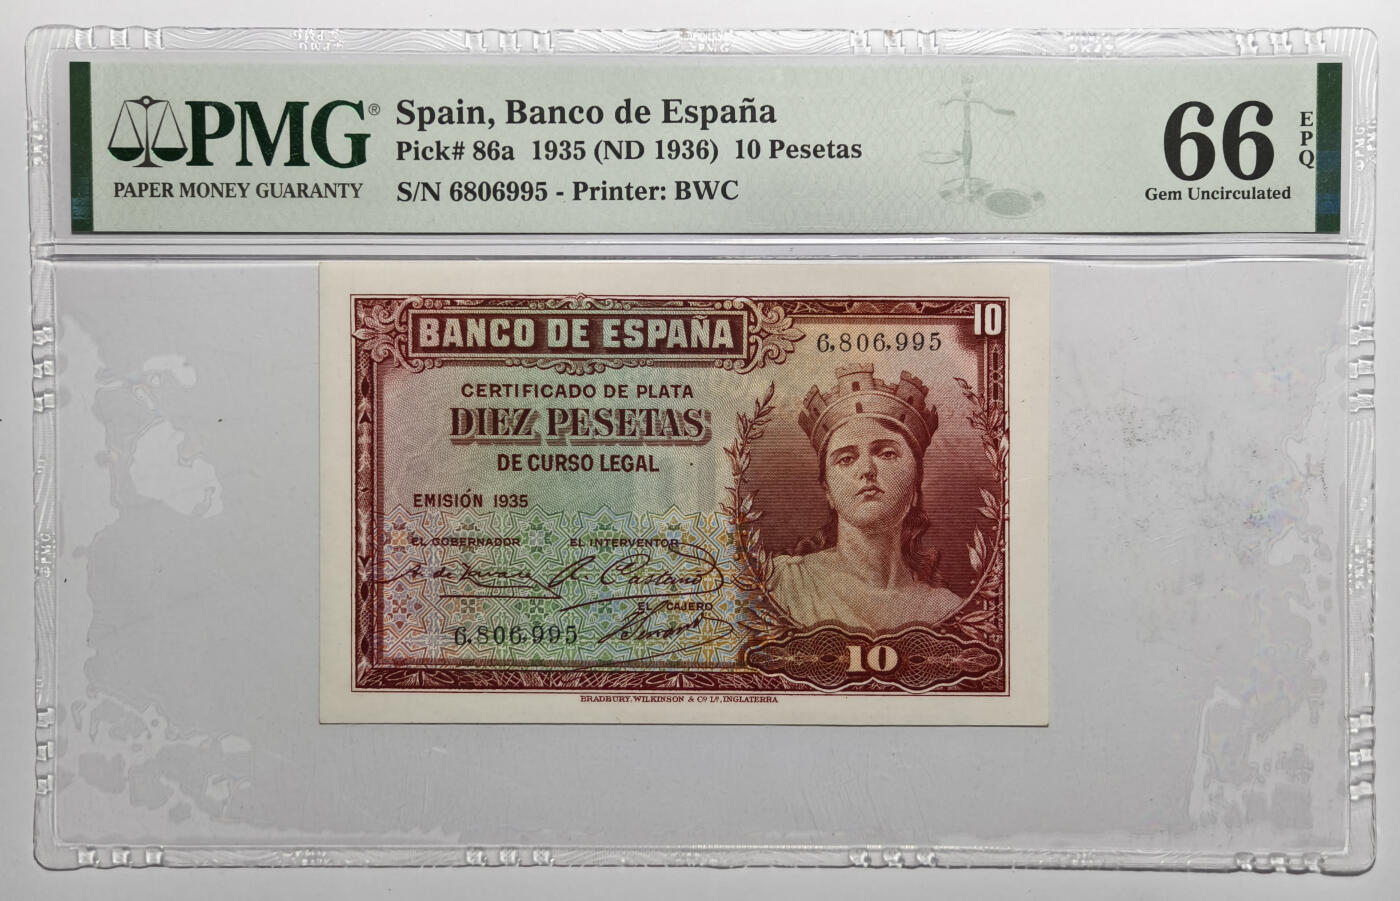 PMG®
PAPER MONEY GUARANTY
Spain, Banco de España
Pick# 86a 1935 (ND 1936) 10 Pesetas
S/N 6806995 - Printer: BWC
66 EPQ
Gem Uncirculated
BANCO DE ESPAÑA
10
6,806,995
CERTIFICADO DE PLATA
DIEZ PESETAS
DE CURSO LEGAL
EMISIÓN 1935
EL GOBERNADOR EL INTERVENTOR
EL CAJERO
6,806,995
10
BRADBURY, WILKINSON & Cº Lº, INGLATERRA